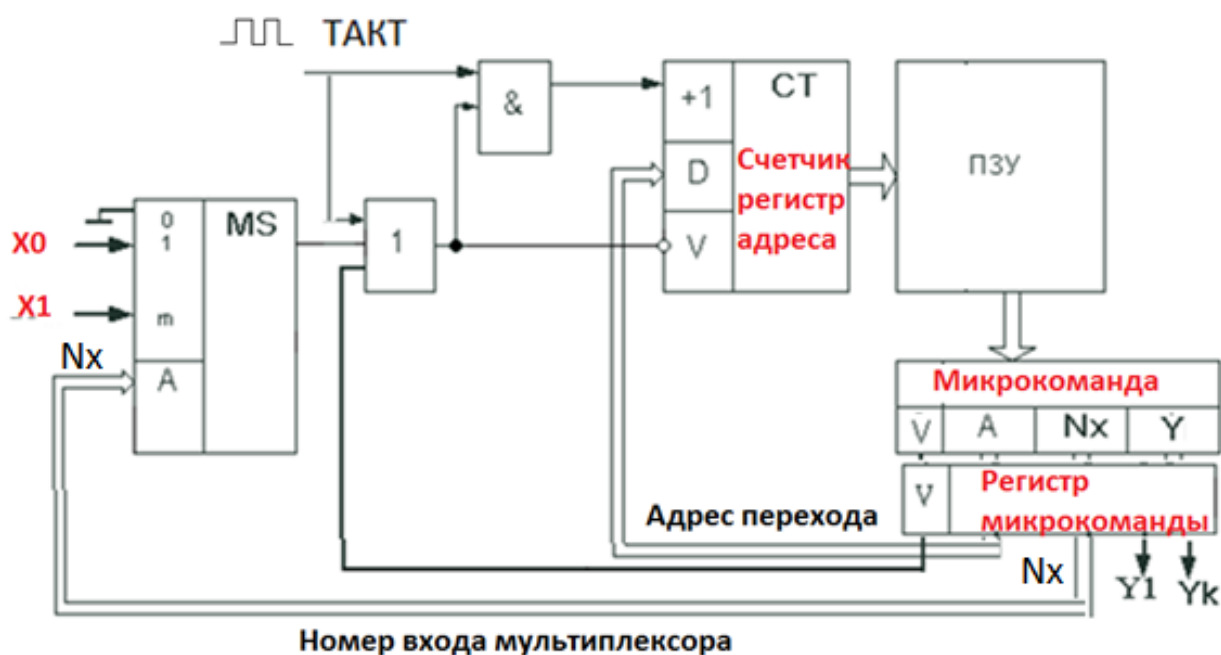 ТАКТ
&
+1
CT
D
Счетчик
регистр
адреса
V
ПЗУ
0
1
MS
X0
X1
m
Nx
A
1
Микрокоманда
V
A
Nx
Y
V
Регистр
микрокоманды
Адрес перехода
Nx
Y1
Yk
Номер входа мультиплексора